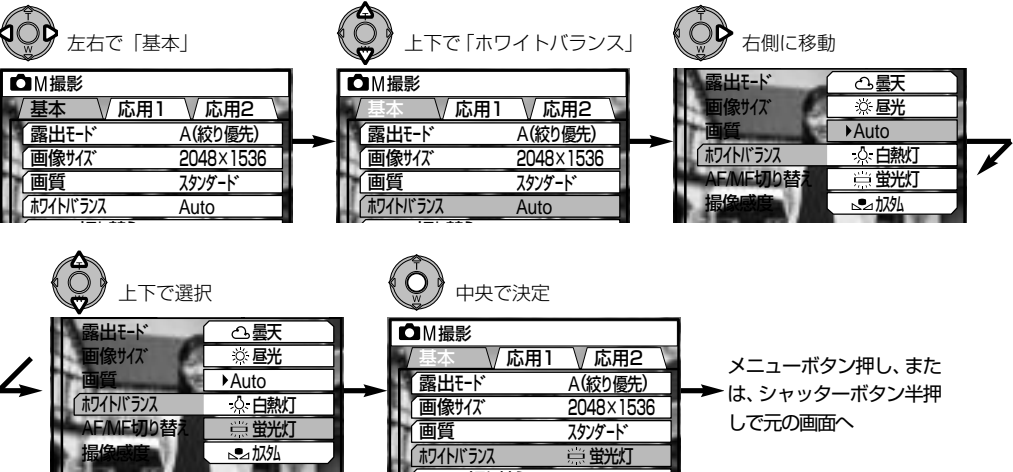 左右で「基本」
M撮影
基本 応用1 応用2
露出モード A(絞り優先)
画像サイズ 2048×1536
画質 スタンダード
ホワイトバランス Auto
上下で「ホワイトバランス」
M撮影
基本 応用1 応用2
露出モード A(絞り優先)
画像サイズ 2048×1536
画質 スタンダード
ホワイトバランス Auto
右側に移動
露出モード 曇天
画像サイズ 昼光
画質 Auto
ホワイトバランス 白熱灯
AF/MF切り替え 蛍光灯
撮像感度 カスタム
上下で選択
露出モード 曇天
画像サイズ 昼光
画質 Auto
ホワイトバランス 白熱灯
AF/MF切り替え 蛍光灯
撮像感度 カスタム
中央で決定
M撮影
基本 応用1 応用2
露出モード A(絞り優先)
画像サイズ 2048×1536
画質 スタンダード
ホワイトバランス 蛍光灯
メニューボタン押し、また
は、シャッターボタン半押
しで元の画面へ